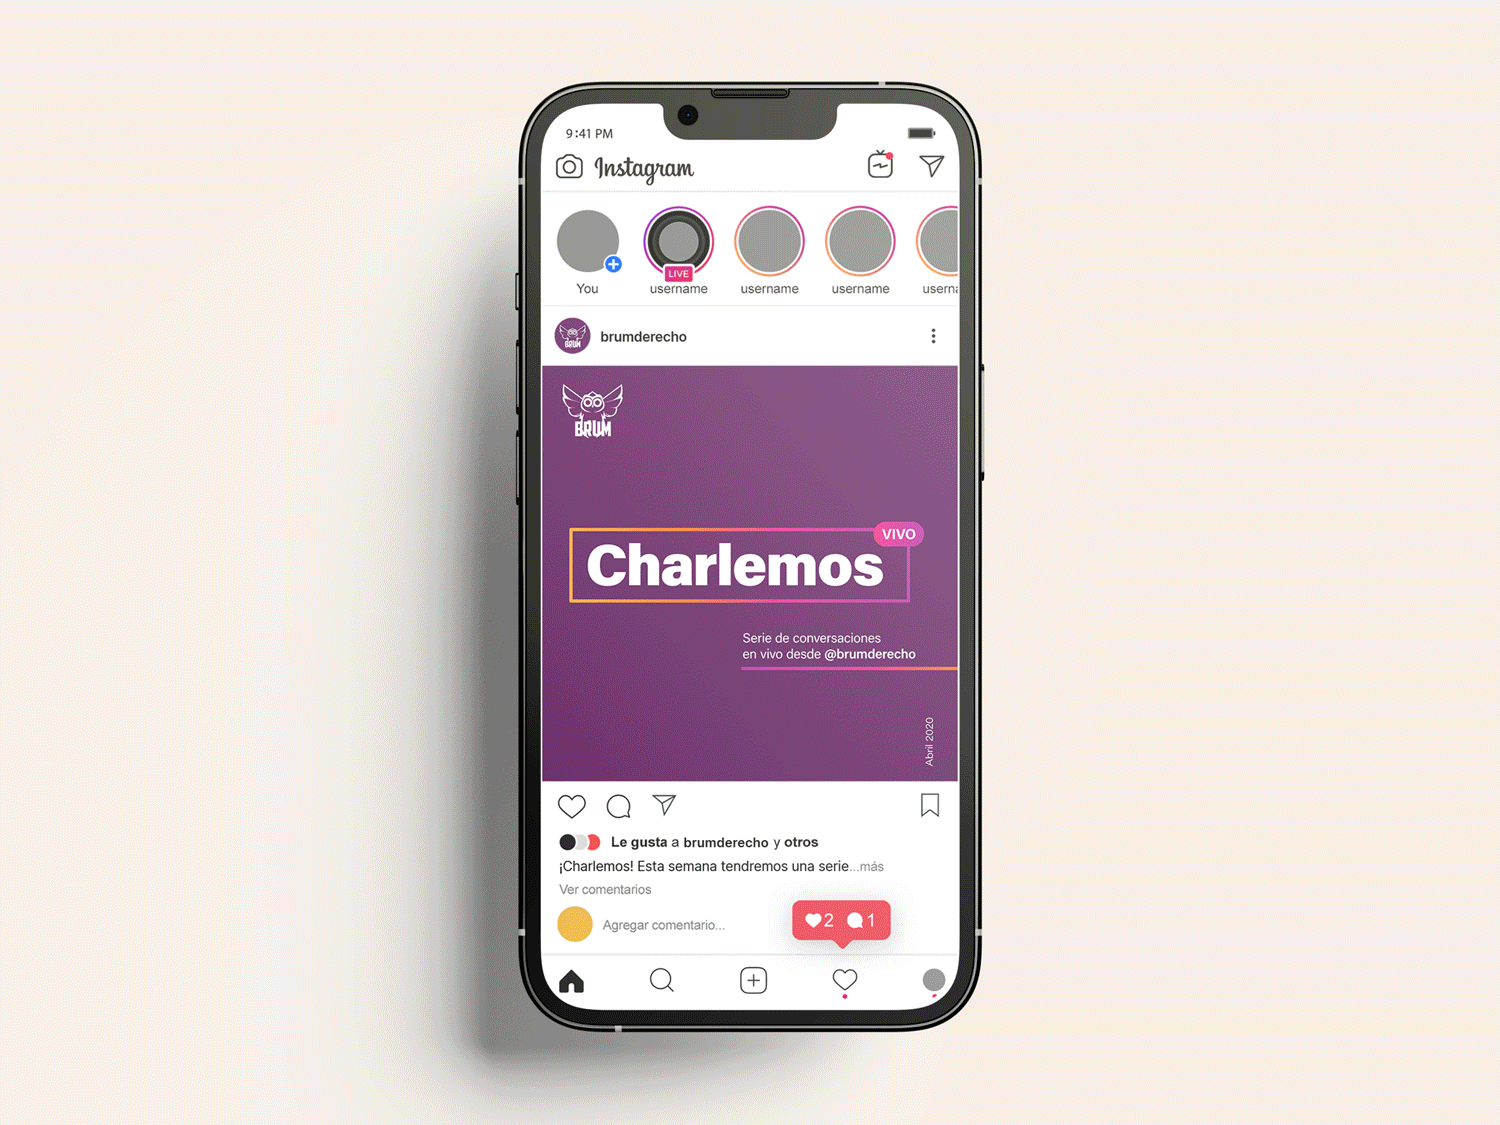 9:41 PM
Instagram
LIVE
You
username
username
username
usern
BRUM
brumderecho
BRUM
VIVO
Charlemos
Serie de conversaciones
en vivo desde @brumderecho
Abril 2020
Le gusta a brumderecho y otros
¡Charlemos! Esta semana tendremos una serie...más
Ver comentarios
Agregar comentario...
2 1